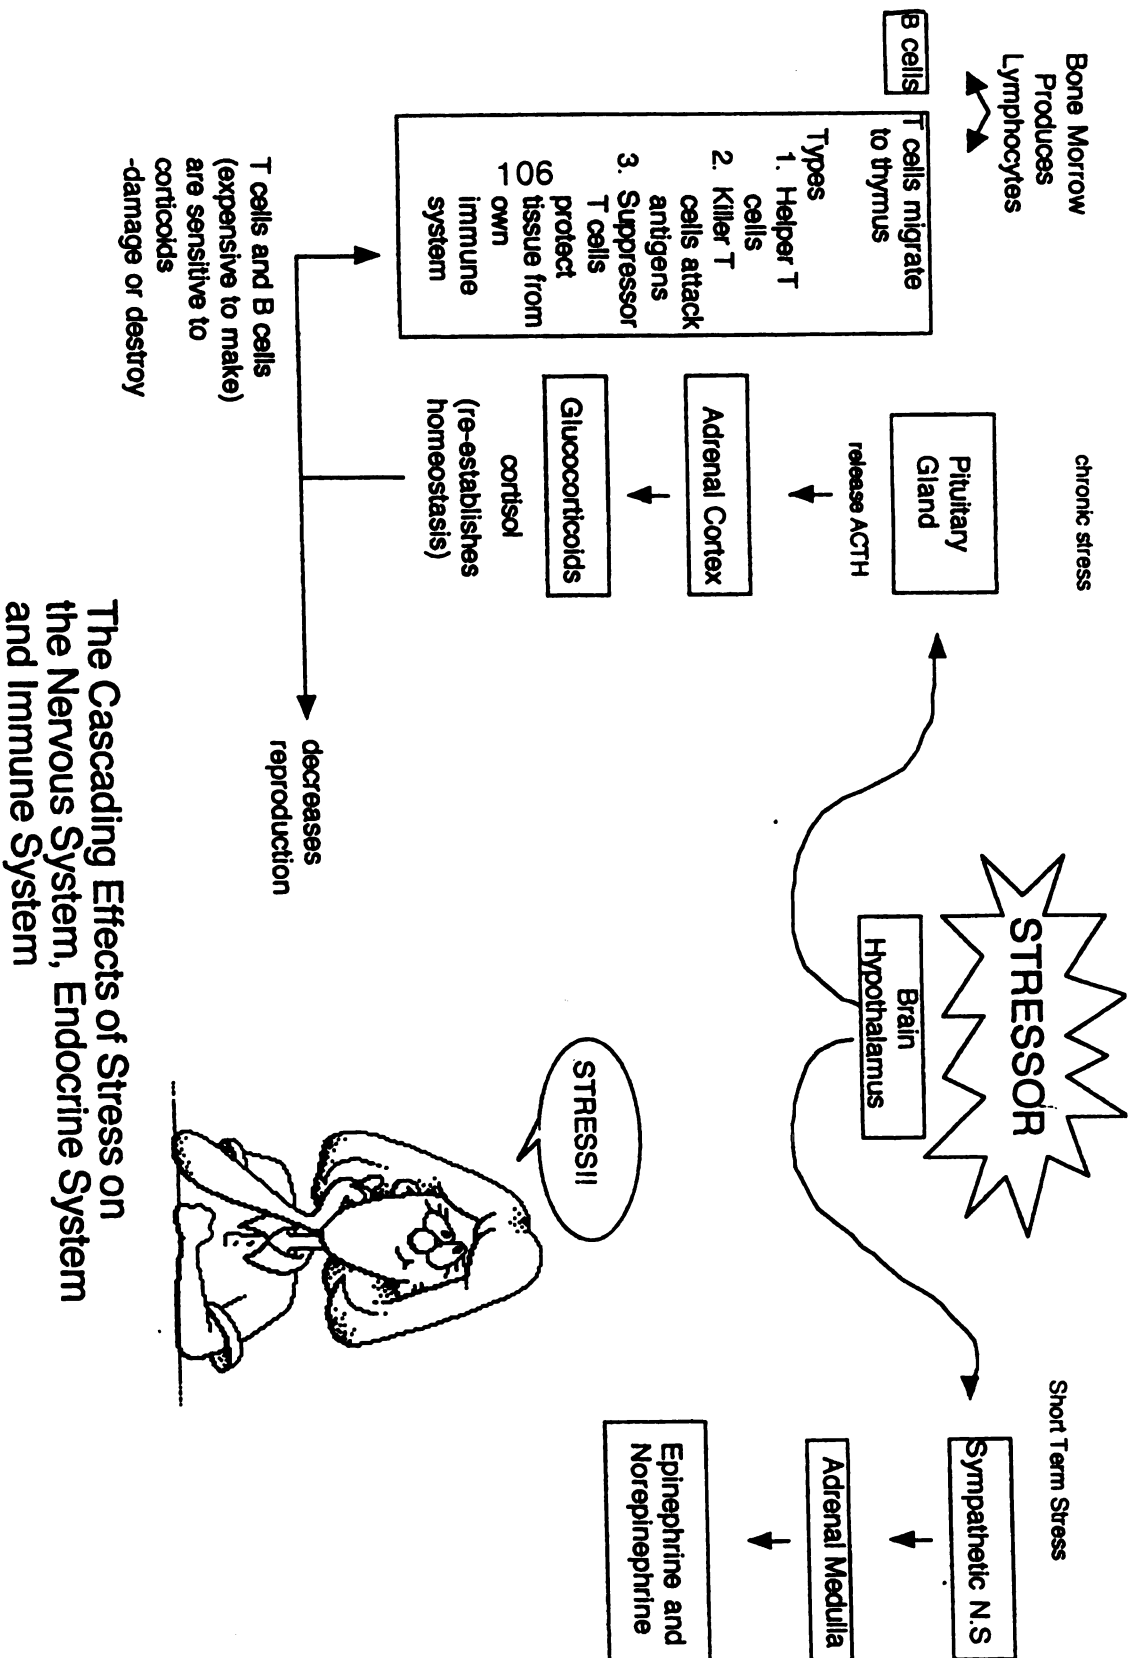 STRESSOR
Brain
Hypothalamus
chronic stress
Pituitary
Gland
release ACTH
Adrenal Cortex
Glucocorticoids
cortisol
(re-establishes
homeostasis)
Bone Morrow
Produces
Lymphocytes
B cells
T cells migrate
to thymus
Types
1. Helper T
cells
2. Killer T
cells attack
antigens
3. Suppressor
T cells
protect
tissue from
own
immune
system
106
T cells and B cells
(expensive to make)
are sensitive to
corticoids
-damage or destroy
decreases
reproduction
Short Term Stress
Sympathetic N.S
Adrenal Medulla
Epinephrine and
Norepinephrine
STRESS!!
The Cascading Effects of Stress on
the Nervous System, Endocrine System
and Immune System